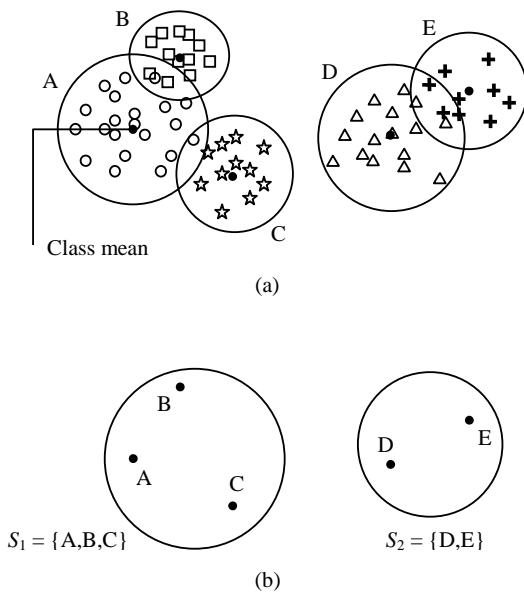 B
E
A
D
C
Class mean
(a)
B
E
D
A
C
S₁ = {A,B,C}
S₂ = {D,E}
(b)